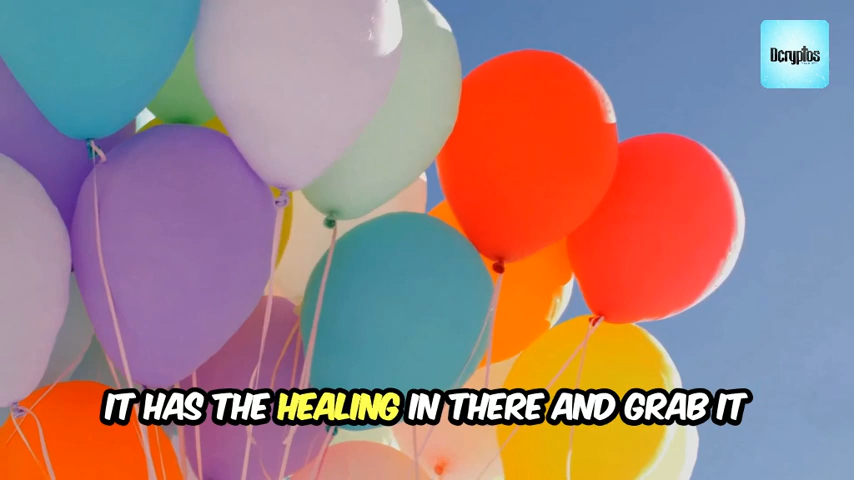 Dcryptos
IT HAS THE HEALING IN THERE AND GRAB IT